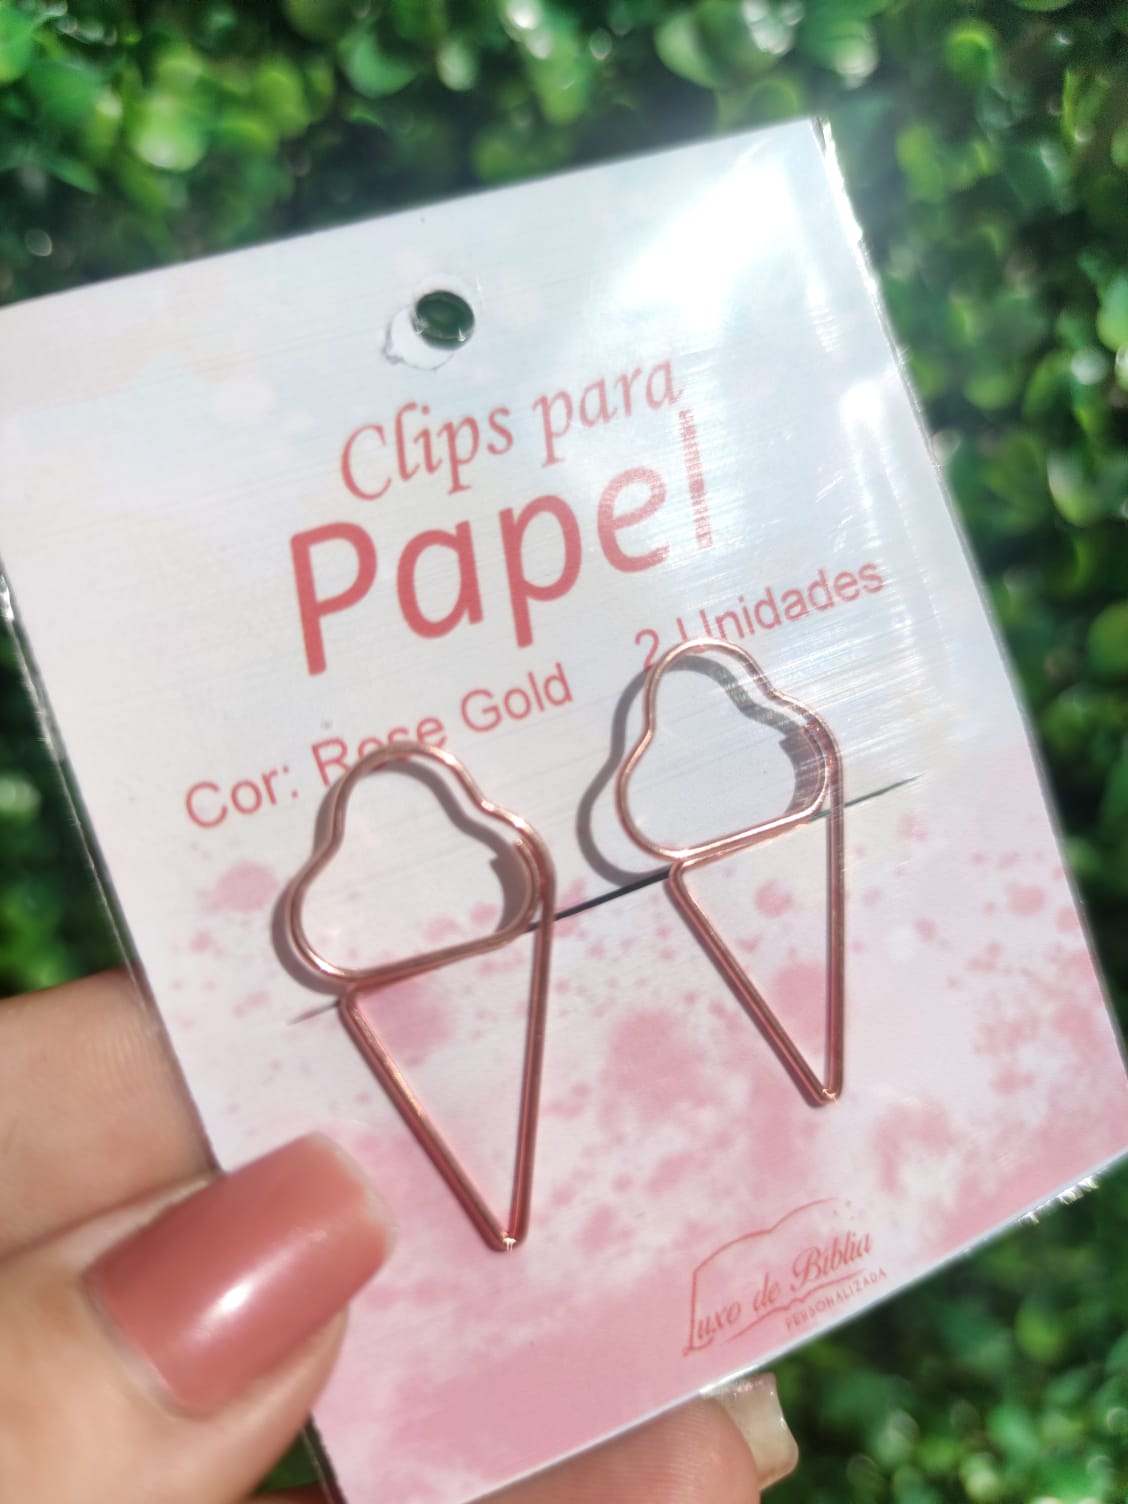 Clips para
Papel
Cor: Rose Gold 2 Unidades
Luxo de Bíblia
PERSONALIZADA